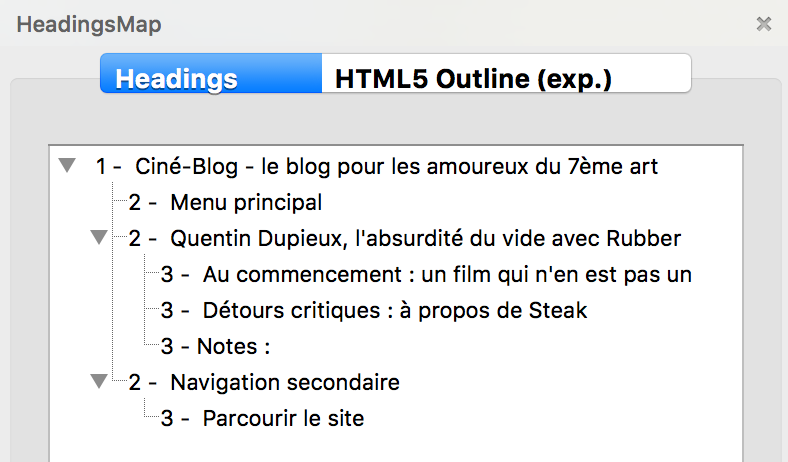 HeadingsMap
Headings HTML5 Outline (exp.)
1 - Ciné-Blog - le blog pour les amoureux du 7ème art
2 - Menu principal
2 - Quentin Dupieux, l'absurdité du vide avec Rubber
3 - Au commencement : un film qui n'en est pas un
3 - Détours critiques : à propos de Steak
3 - Notes :
2 - Navigation secondaire
3 - Parcourir le site